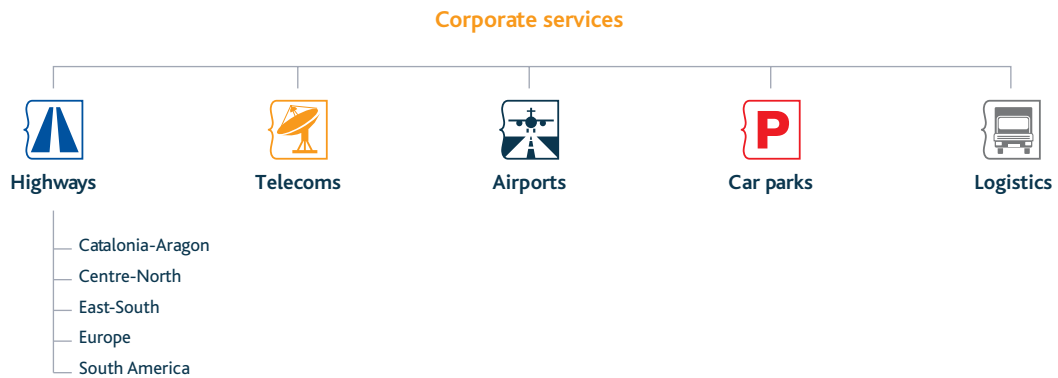 Corporate services
P
Highways
Telecoms
Airports
Car parks
Logistics
Catalonia-Aragon
Centre-North
East-South
Europe
South America